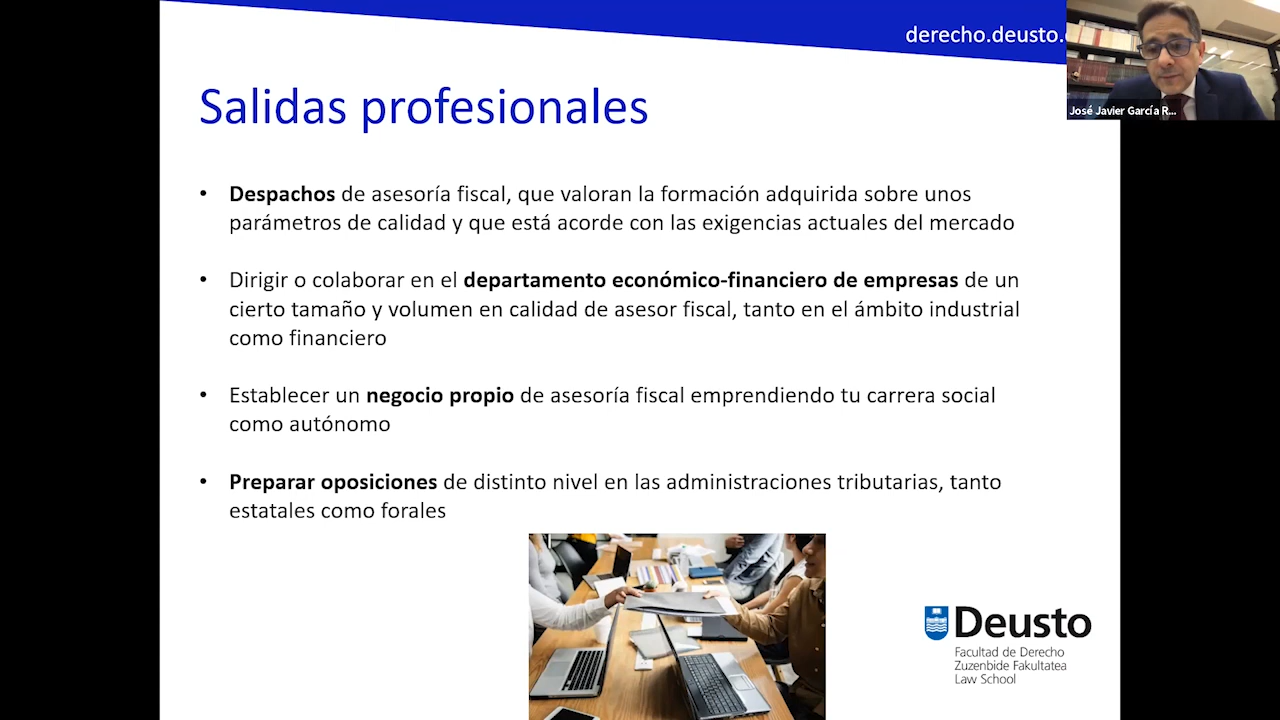 derecho.deusto.
José Javier García R...
Salidas profesionales
• Despachos de asesoría fiscal, que valoran la formación adquirida sobre unos
parámetros de calidad y que está acorde con las exigencias actuales del mercado
• Dirigir o colaborar en el departamento económico-financiero de empresas de un
cierto tamaño y volumen en calidad de asesor fiscal, tanto en el ámbito industrial
como financiero
• Establecer un negocio propio de asesoría fiscal emprendiendo tu carrera social
como autónomo
• Preparar oposiciones de distinto nivel en las administraciones tributarias, tanto
estatales como forales
Deusto
Facultad de Derecho
Zuzenbide Fakultatea
Law School